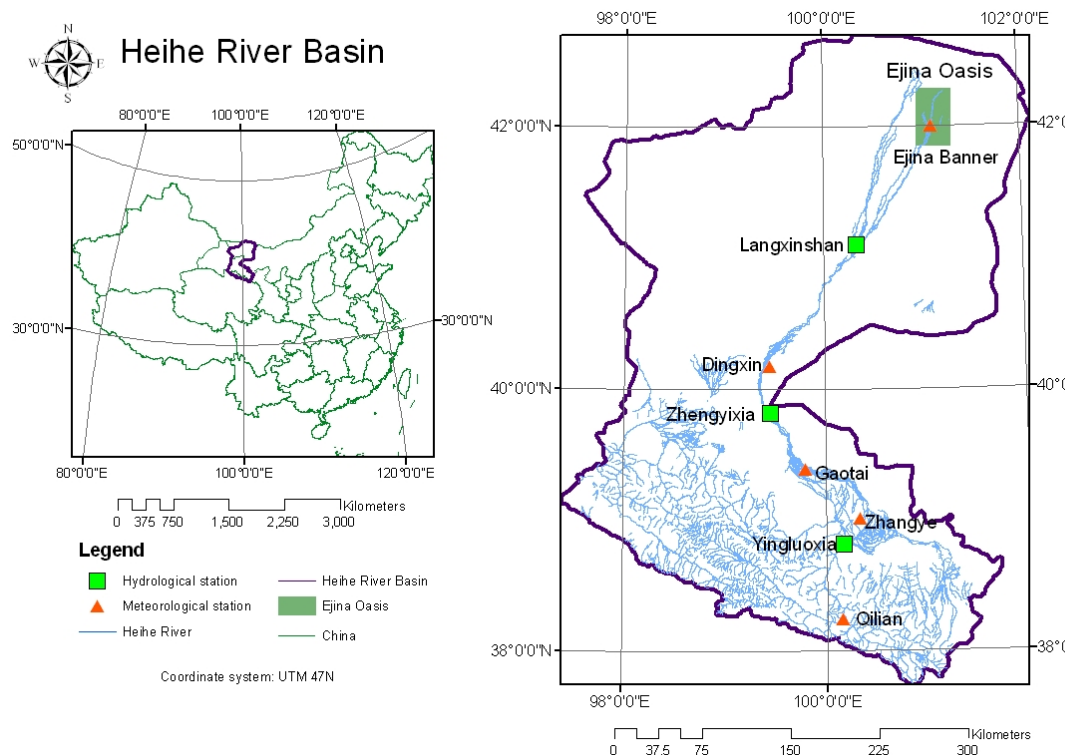 N
W E
S
Heihe River Basin
80°0'0"E 100°0'0"E 120°0'0"E
50°0'0"N
30°0'0"N
30°0'0"N
80°0'0"E 100°0'0"E 120°0'0"E
Kilometers
0 375 750 1,500 2,250 3,000
Legend
Hydrological station
Meteorological station
Heihe River
Heihe River Basin
Ejina Oasis
China
Coordinate system: UTM 47N
98°0'0"E 100°0'0"E 102°0'0"E
Ejina Oasis
42°0'0"N
42°0'0
Ejina Banner
Langxinshan
Dingxin
40°0'0"N
40°0'0
Zhengyixia
Gaotai
Zhangye
Yingluoxia
Qilian
38°0'0"N
38°0'0
98°0'0"E 100°0'0"E
Kilometers
0 37.5 75 150 225 300